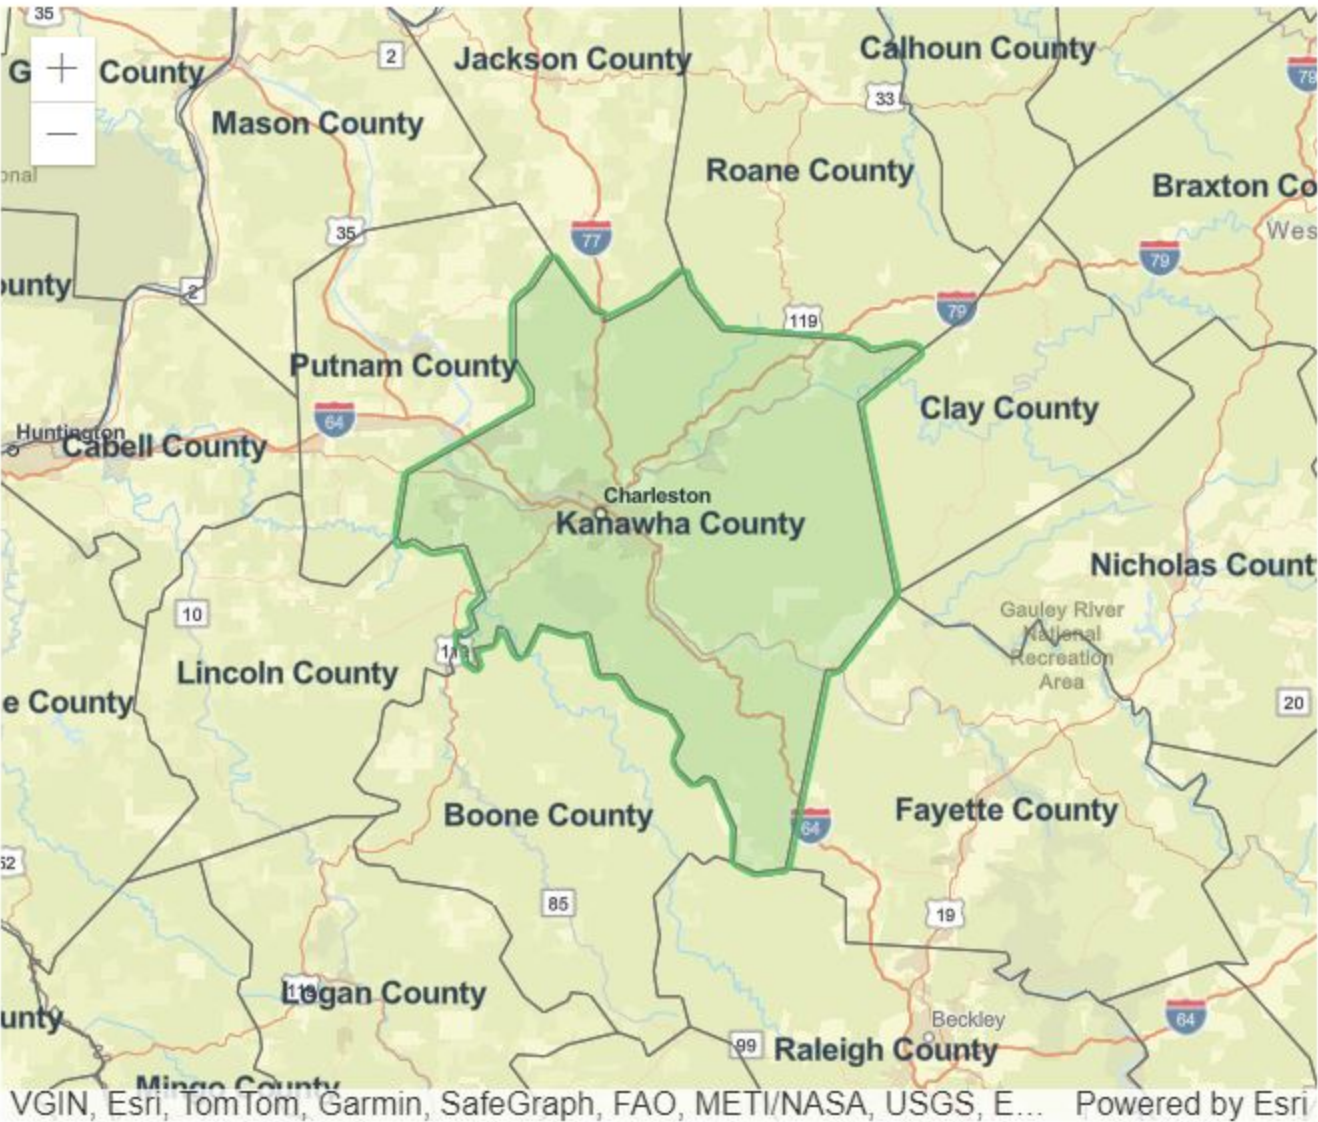 35
+
County
2
Jackson County
Calhoun County
79
−
Mason County
33
Roane County
Braxton Co
35
77
79
Wes
ounty
2
79
119
Putnam County
64
Clay County
Huntington
Cabell County
Charleston
Kanawha County
Nicholas Count
10
Gauley River
National
Recreation
Area
Lincoln County
e County
20
Boone County
64
Fayette County
52
85
19
Logan County
unty
64
Beckley
99
Raleigh County
Mingo County
VGIN, Esri, TomTom, Garmin, SafeGraph, FAO, METI/NASA, USGS, E...
Powered by Esri